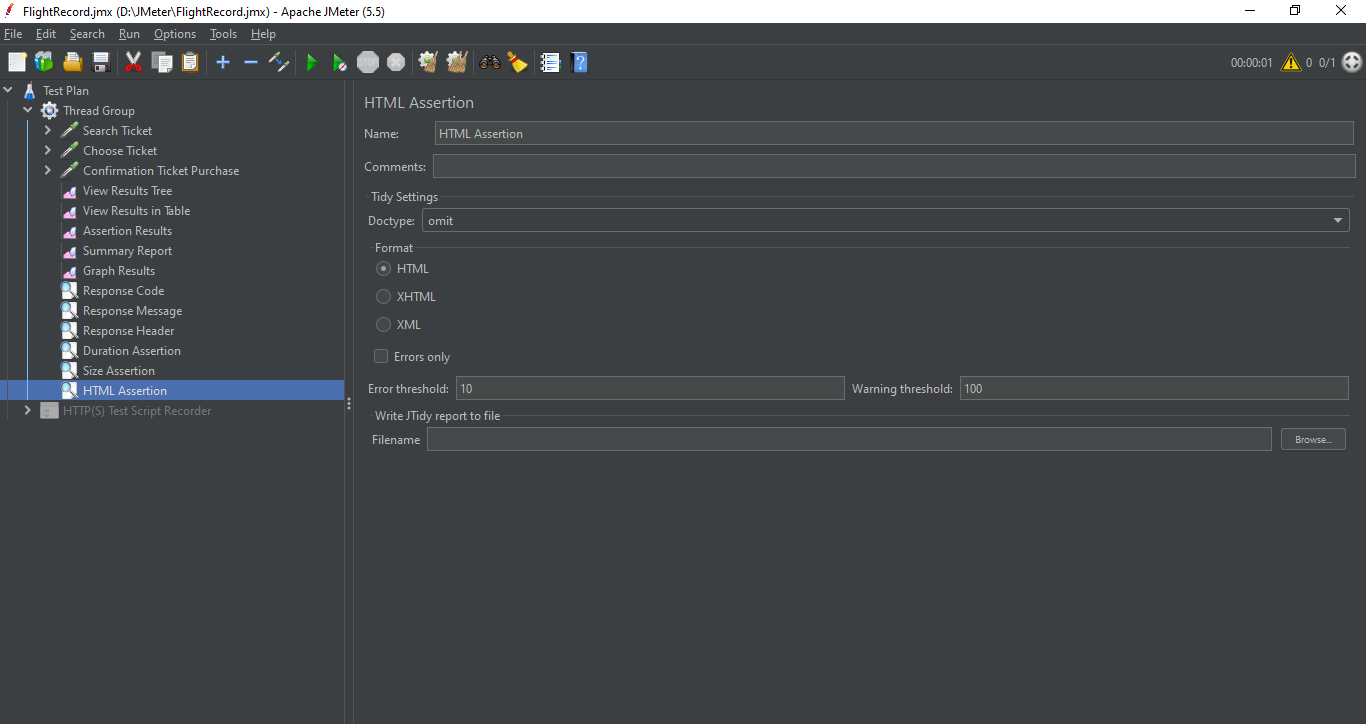 FlightRecord.jmx (D:\JMeter\FlightRecord.jmx) - Apache JMeter (5.5)
File Edit Search Run Options Tools Help
STOP 00:00:01 0 0/1
Test Plan
Thread Group
Search Ticket
Choose Ticket
Confirmation Ticket Purchase
View Results Tree
View Results in Table
Assertion Results
Summary Report
Graph Results
Response Code
Response Message
Response Header
Duration Assertion
Size Assertion
HTML Assertion
HTTP(S) Test Script Recorder
HTML Assertion
Name: HTML Assertion
Comments:
Tidy Settings
Doctype: omit
Format
HTML
XHTML
XML
Errors only
Error threshold: 10 Warning threshold: 100
Write JTidy report to file
Filename Browse...